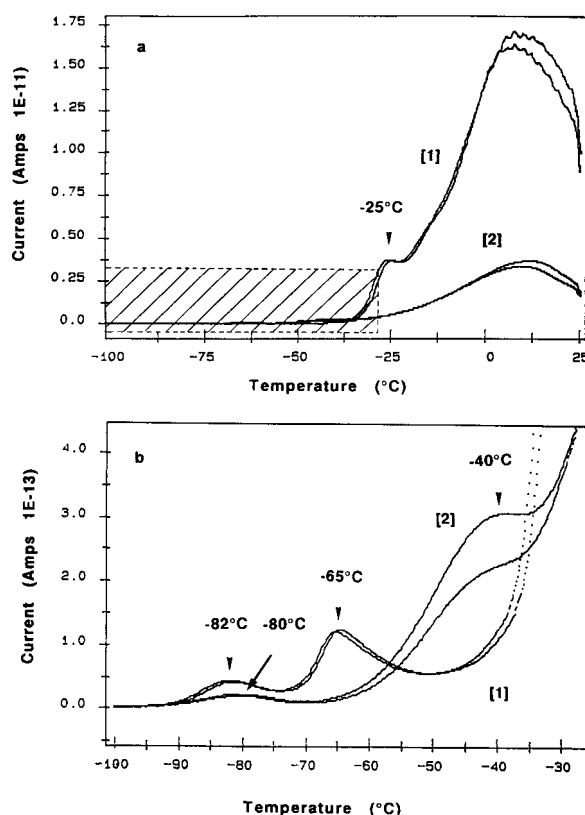 a
1.75
1.50
1.25
1.00
0.75
0.50
0.25
0.0
Current (Amps 1E-11)
[1]
-25°C
[2]
-100 -75 -50 -25 0 25
Temperature (°C)
b
4.0
3.0
2.0
1.0
0.0
Current (Amps 1E-13)
-40°C
[2]
-65°C
-82°C -80°C
[1]
-100 -90 -80 -70 -60 -50 -40 -30
Temperature (°C)